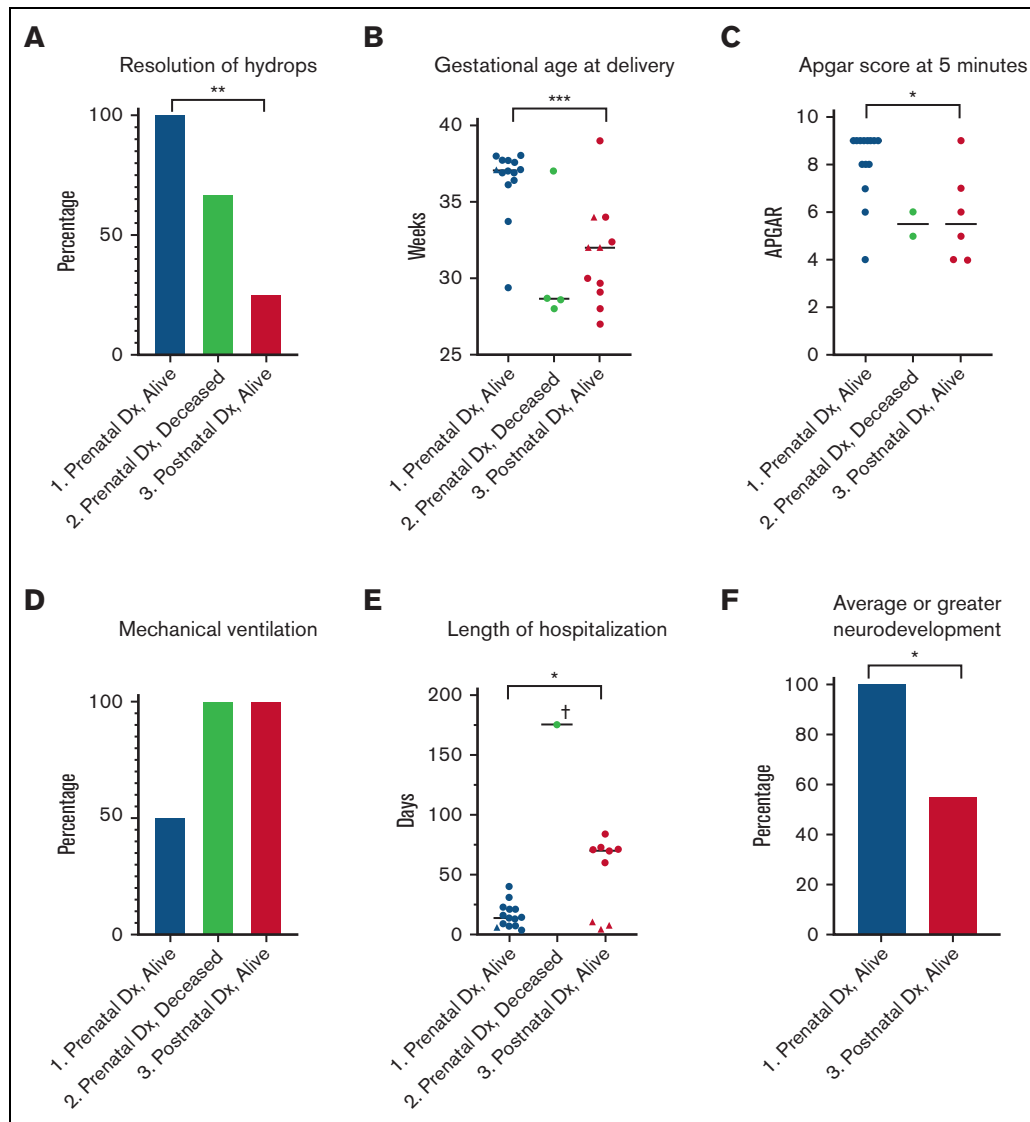 A
Resolution of hydrops
**
100
50
0
Percentage
1. Prenatal Dx, Alive
2. Prenatal Dx, Deceased
3. Postnatal Dx, Alive
B
Gestational age at delivery
***
40
35
30
25
Weeks
1. Prenatal Dx, Alive
2. Prenatal Dx, Deceased
3. Postnatal Dx, Alive
C
Apgar score at 5 minutes
*
10
8
6
4
2
0
APGAR
1. Prenatal Dx, Alive
2. Prenatal Dx, Deceased
3. Postnatal Dx, Alive
D
Mechanical ventilation
100
50
0
Percentage
1. Prenatal Dx, Alive
2. Prenatal Dx, Deceased
3. Postnatal Dx, Alive
E
Length of hospitalization
*
†
200
150
100
50
0
Days
1. Prenatal Dx, Alive
2. Prenatal Dx, Deceased
3. Postnatal Dx, Alive
F
Average or greater
neurodevelopment
*
100
80
60
40
20
0
Percentage
1. Prenatal Dx, Alive
3. Postnatal Dx, Alive